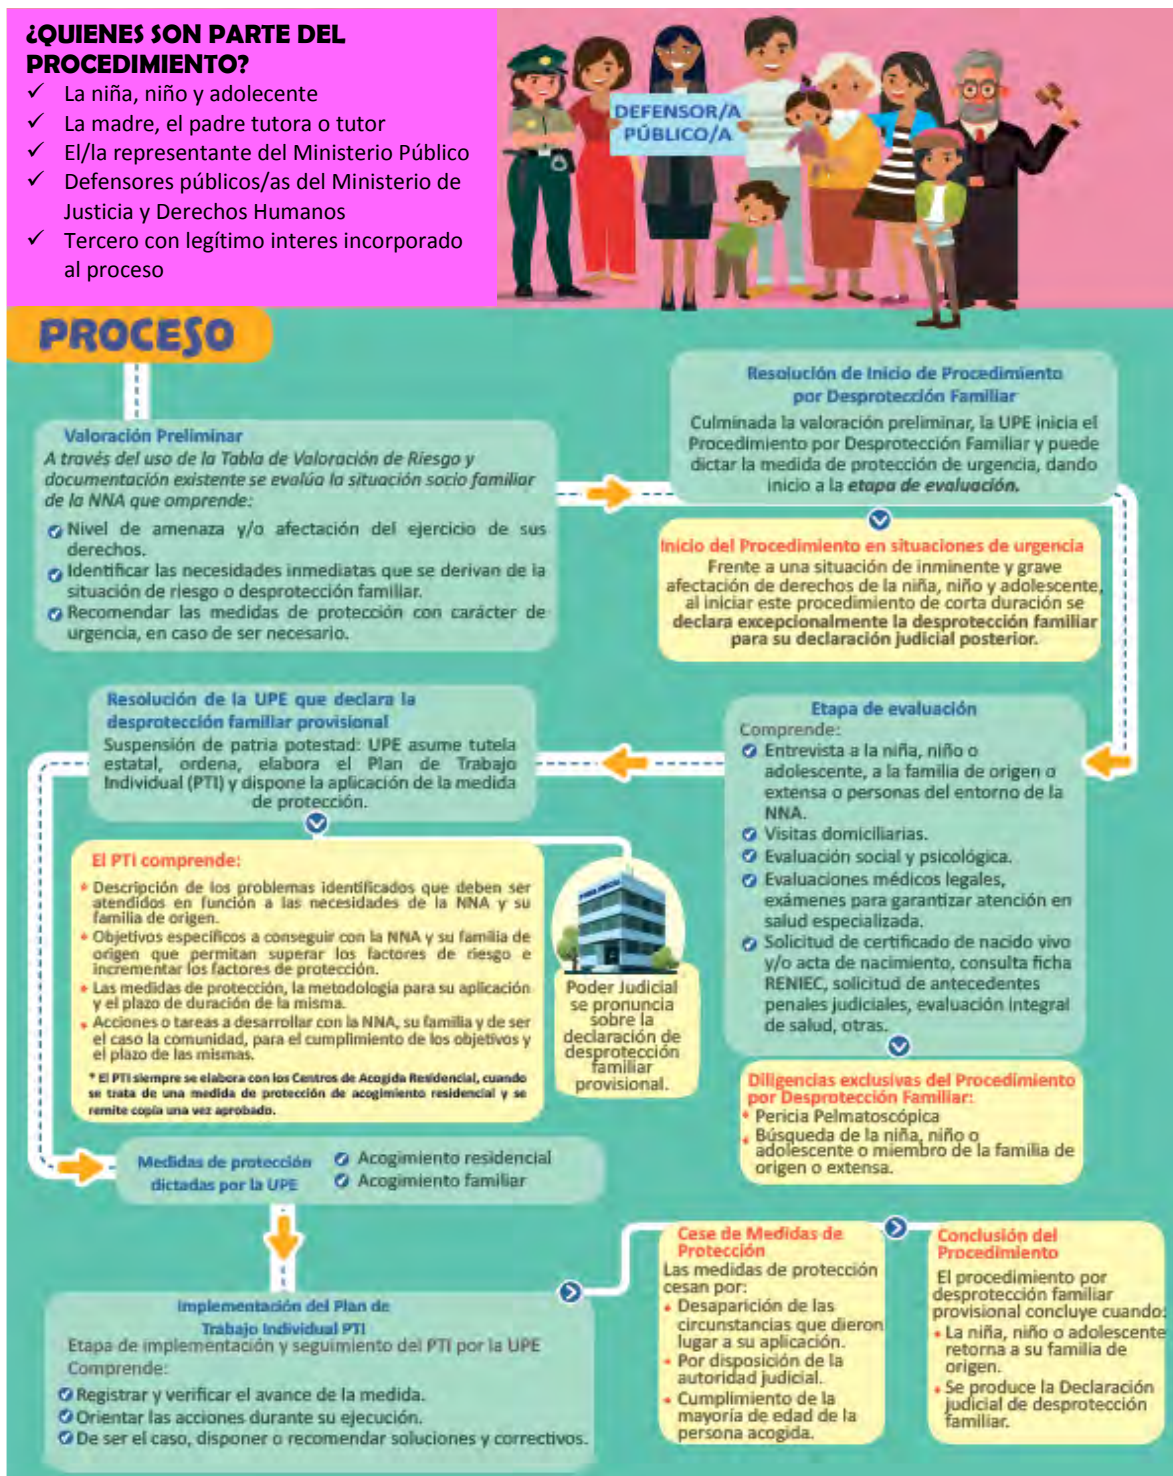 ¿QUIENES SON PARTE DEL
PROCEDIMIENTO?
✓ La niña, niño y adolecente
✓ La madre, el padre tutora o tutor
✓ El/la representante del Ministerio Público
✓ Defensores públicos/as del Ministerio de
Justicia y Derechos Humanos
✓ Tercero con legítimo interes incorporado
al proceso
DEFENSOR/A
PÚBLICO/A
PROCESO
Valoración Preliminar
A través del uso de la Tabla de Valoración de Riesgo y
documentación existente se evalúa la situación socio familiar
de la NNA que omprende:
Nivel de amenaza y/o afectación del ejercicio de sus
derechos.
Identificar las necesidades inmediatas que se derivan de la
situación de riesgo o desprotección familiar.
Recomendar las medidas de protección con carácter de
urgencia, en caso de ser necesario.
Resolución de Inicio de Procedimiento
por Desprotección Familiar
Culminada la valoración preliminar, la UPE inicia el
Procedimiento por Desprotección Familiar y puede
dictar la medida de protección de urgencia, dando
inicio a la etapa de evaluación.
Inicio del Procedimiento en situaciones de urgencia
Frente a una situación de inminente y grave
afectación de derechos de la niña, niño y adolescente,
al iniciar este procedimiento de corta duración se
declara excepcionalmente la desprotección familiar
para su declaración judicial posterior.
Etapa de evaluación
Comprende:
Entrevista a la niña, niño o
adolescente, a la familia de origen o
extensa o personas del entorno de la
NNA.
Visitas domiciliarias.
Evaluación social y psicológica.
Evaluaciones médicos legales,
exámenes para garantizar atención en
salud especializada.
Solicitud de certificado de nacido vivo
y/o acta de nacimiento, consulta ficha
RENIEC, solicitud de antecedentes
penales judiciales, evaluación integral
de salud, otras.
Diligencias exclusivas del Procedimiento
por Desprotección Familiar:
• Pericia Pelmatoscópica
• Búsqueda de la niña, niño o
adolescente o miembro de la familia de
origen o extensa.
Resolución de la UPE que declara la
desprotección familiar provisional
Suspensión de patria potestad: UPE asume tutela
estatal, ordena, elabora el Plan de Trabajo
Individual (PTI) y dispone la aplicación de la medida
de protección.
El PTI comprende:
• Descripción de los problemas identificados que deben ser
atendidos en función a las necesidades de la NNA y su
familia de origen.
• Objetivos específicos a conseguir con la NNA y su familia de
origen que permitan superar los factores de riesgo e
incrementar los factores de protección.
• Las medidas de protección, la metodología para su aplicación
y el plazo de duración de la misma.
• Acciones o tareas a desarrollar con la NNA, su familia y de ser
el caso la comunidad, para el cumplimiento de los objetivos y
el plazo de las mismas.
* El PTI siempre se elabora con los Centros de Acogida Residencial, cuando
se trata de una medida de protección de acogimiento residencial y se
remite copia una vez aprobado.
Poder Judicial
se pronuncia
sobre la
declaración de
desprotección
familiar
provisional.
Medidas de protección
dictadas por la UPE
Acogimiento residencial
Acogimiento familiar
Implementación del Plan de
Trabajo Individual PTI
Etapa de implementación y seguimiento del PTI por la UPE
Comprende:
Registrar y verificar el avance de la medida.
Orientar las acciones durante su ejecución.
De ser el caso, disponer o recomendar soluciones y correctivos.
Cese de Medidas de
Protección
Las medidas de protección
cesan por:
• Desaparición de las
circunstancias que dieron
lugar a su aplicación.
• Por disposición de la
autoridad judicial.
• Cumplimiento de la
mayoría de edad de la
persona acogida.
Conclusión del
Procedimiento
El procedimiento por
desprotección familiar
provisional concluye cuando:
• La niña, niño o adolescente
retorna a su familia de
origen.
• Se produce la Declaración
judicial de desprotección
familiar.